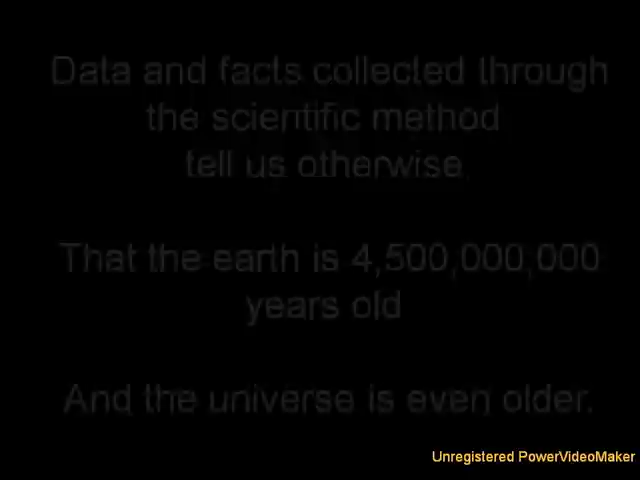 Data and facts collected through
the scientific method
tell us otherwise.
That the earth is 4,500,000,000
years old
And the universe is even older.
Unregistered PowerVideoMaker